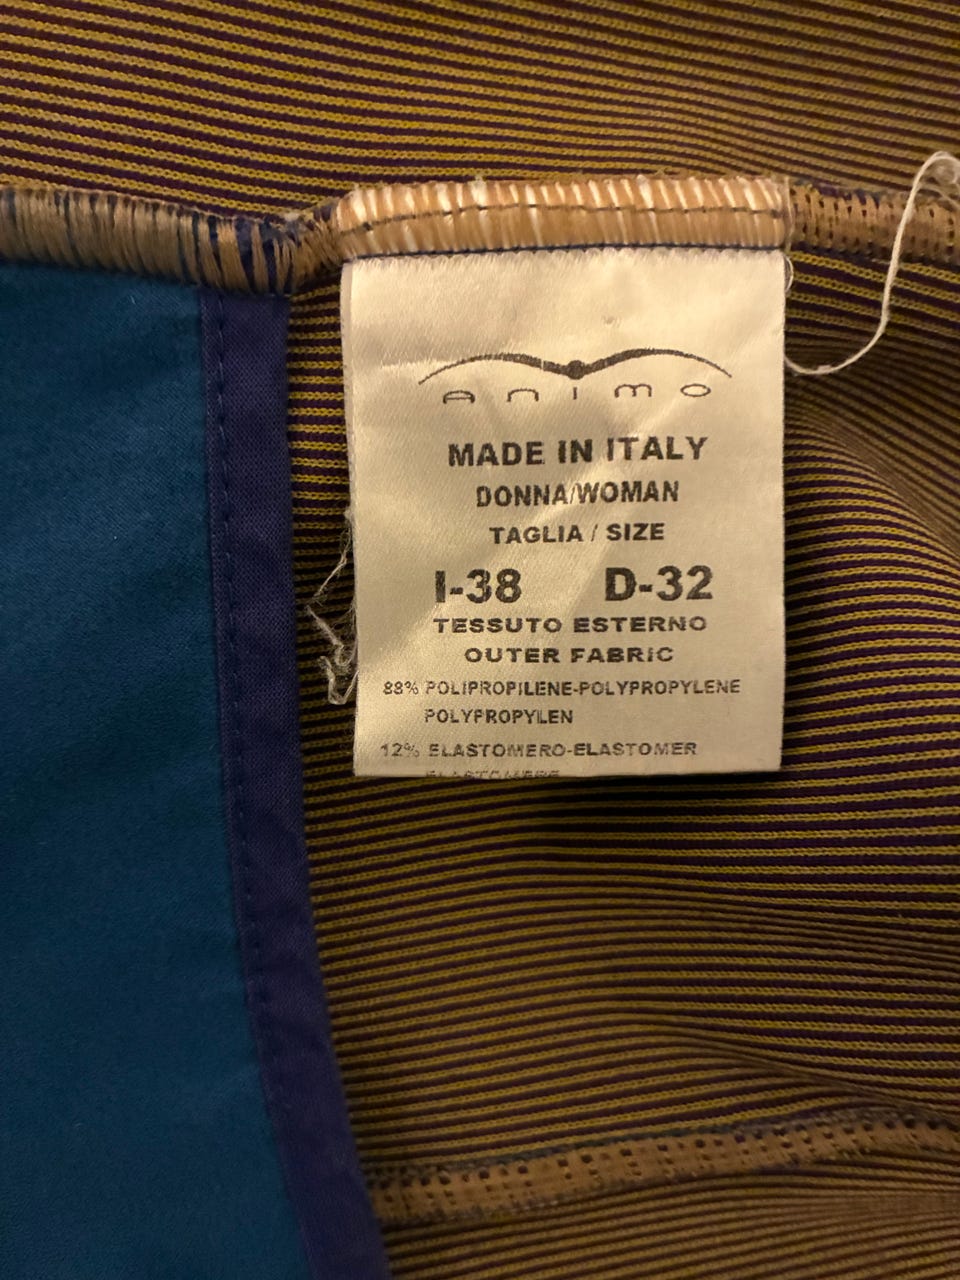 animo
MADE IN ITALY
DONNA/WOMAN
TAGLIA / SIZE
I-38 D-32
TESSUTO ESTERNO
OUTER FABRIC
88% POLIPROPILENE-POLYPROPYLENE
POLYPROPYLEN
12% ELASTOMERO-ELASTOMER